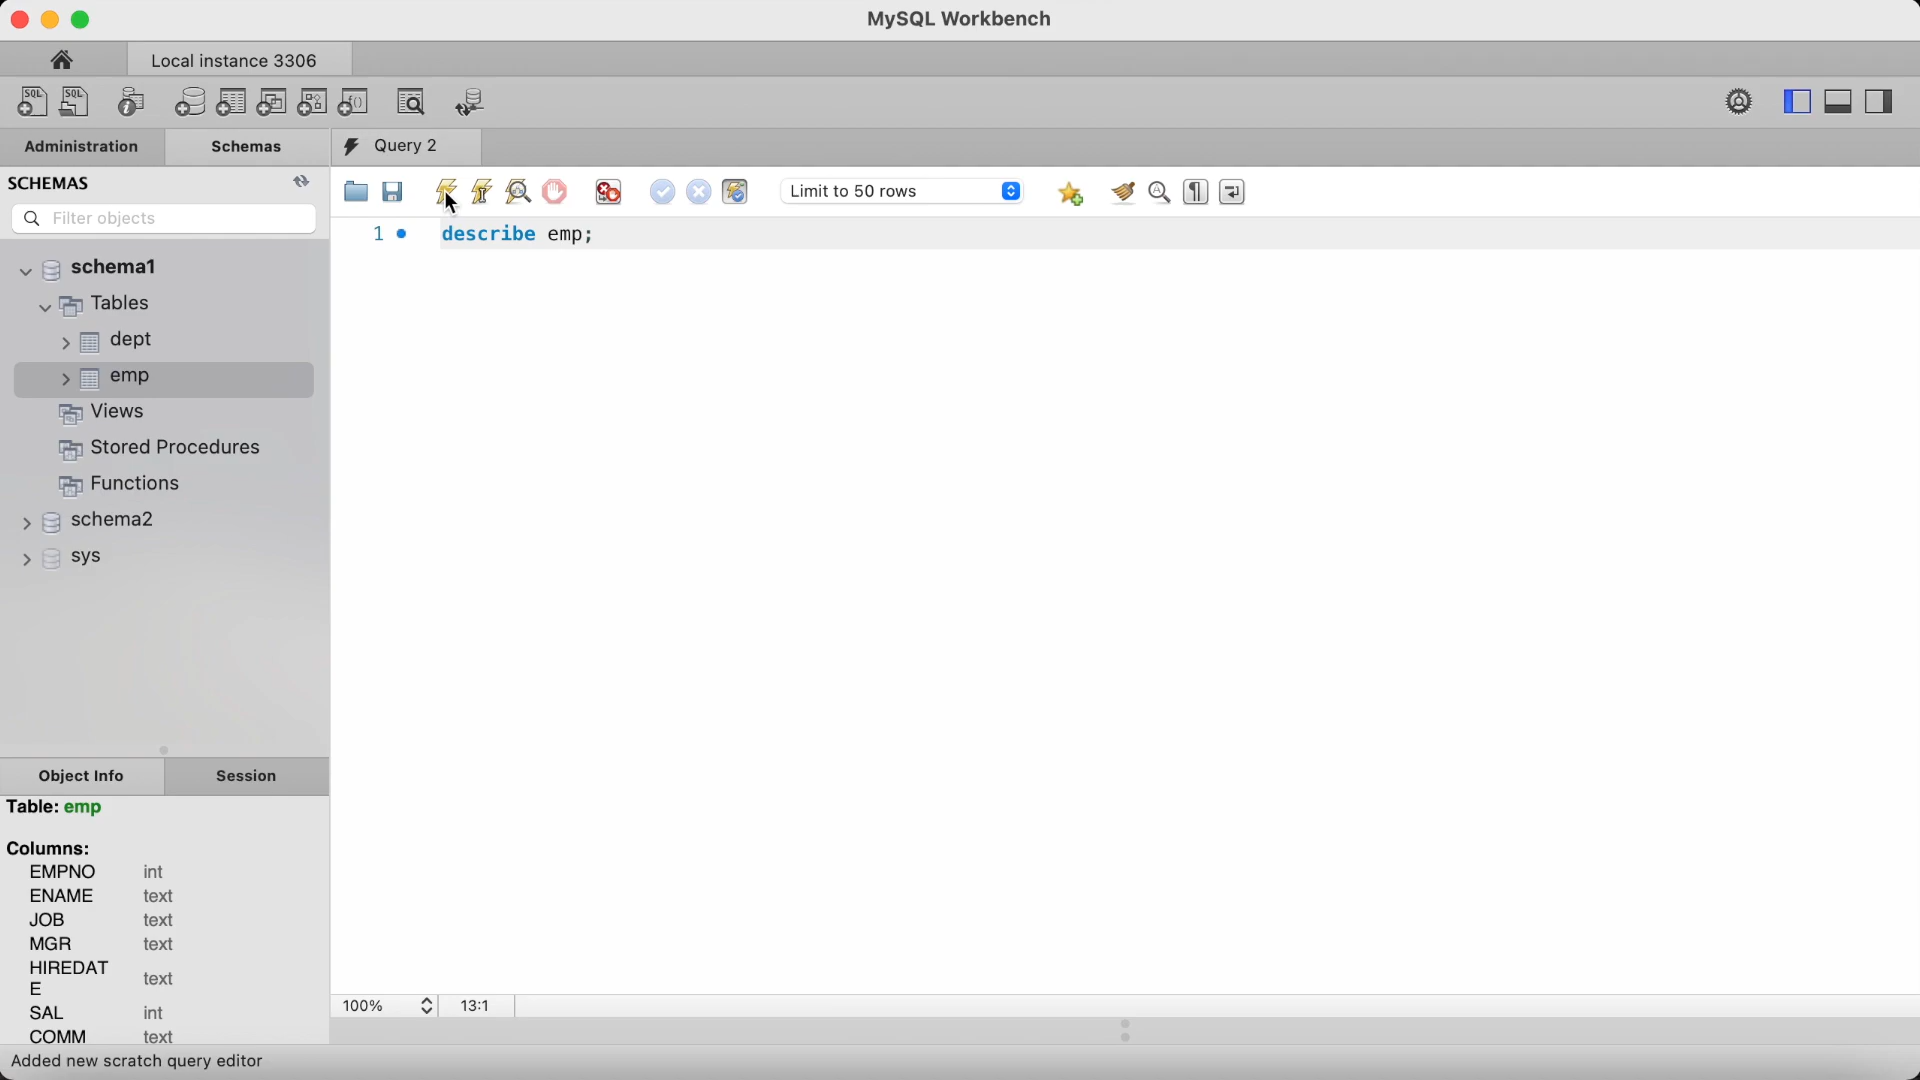 MySQL Workbench
Local instance 3306
Administration
Schemas
Query 2
SCHEMAS
Filter objects
Limit to 50 rows
1
describe emp;
schema1
Tables
dept
emp
Views
Stored Procedures
Functions
schema2
sys
Object Info
Session
Table: emp
Columns:
EMPNO int
ENAME text
JOB text
MGR text
HIREDAT
E text
SAL int
COMM text
100%
13:1
Added new scratch query editor